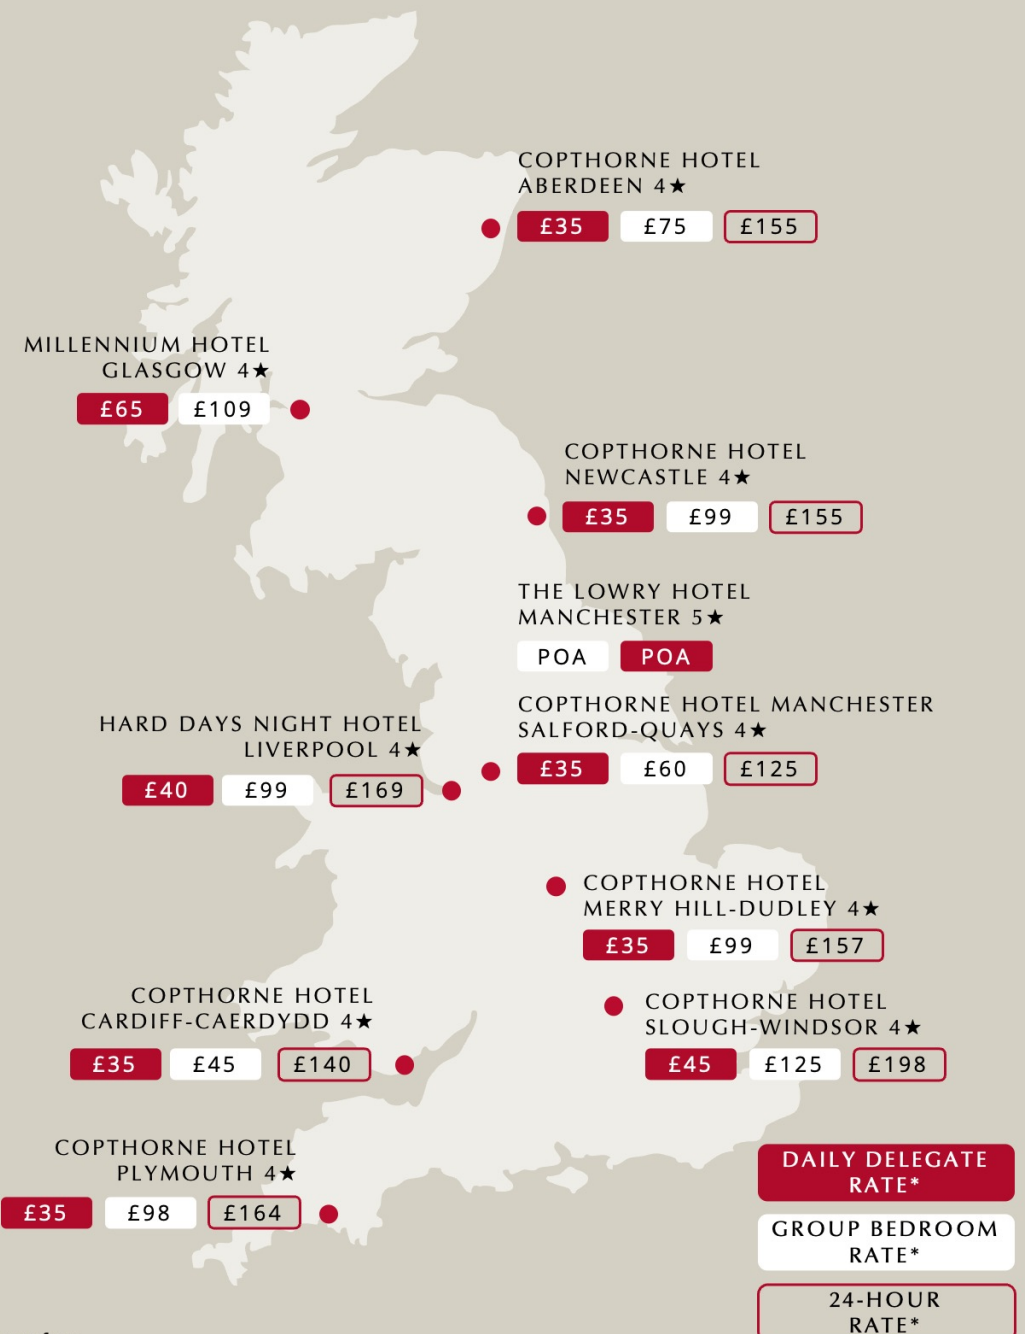 COPTHORNE HOTEL
ABERDEEN 4★
£35 £75 £155
MILLENNIUM HOTEL
GLASGOW 4★
£65 £109
COPTHORNE HOTEL
NEWCASTLE 4★
£35 £99 £155
THE LOWRY HOTEL
MANCHESTER 5★
POA POA
COPTHORNE HOTEL MANCHESTER
SALFORD-QUAYS 4★
£35 £60 £125
HARD DAYS NIGHT HOTEL
LIVERPOOL 4★
£40 £99 £169
COPTHORNE HOTEL
MERRY HILL-DUDLEY 4★
£35 £99 £157
COPTHORNE HOTEL
CARDIFF-CAERDYDD 4★
£35 £45 £140
COPTHORNE HOTEL
SLOUGH-WINDSOR 4★
£45 £125 £198
COPTHORNE HOTEL
PLYMOUTH 4★
£35 £98 £164
DAILY DELEGATE
RATE*
GROUP BEDROOM
RATE*
24-HOUR
RATE*